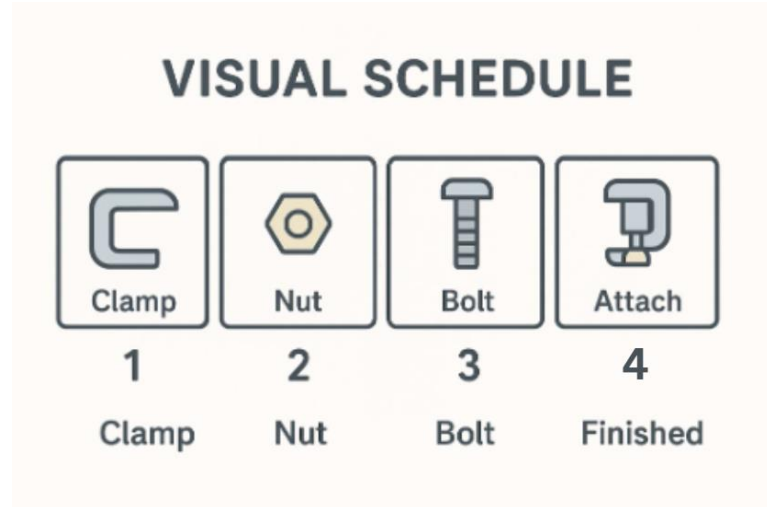 VISUAL SCHEDULE
Clamp Nut Bolt Attach
1 2 3 4
Clamp Nut Bolt Finished